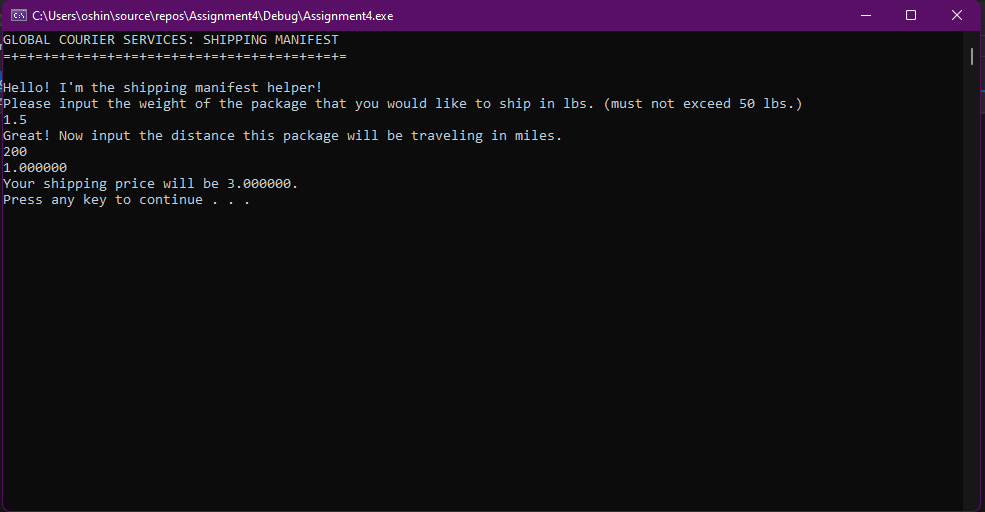 C:\Users\oshin\source\repos\Assignment4\Debug\Assignment4.exe
GLOBAL COURIER SERVICES: SHIPPING MANIFEST
=+=+=+=+=+=+=+=+=+=+=+=+=+=+=+=+=+=+=+=+=+=
Hello! I'm the shipping manifest helper!
Please input the weight of the package that you would like to ship in lbs. (must not exceed 50 lbs.)
1.5
Great! Now input the distance this package will be traveling in miles.
200
1.000000
Your shipping price will be 3.000000.
Press any key to continue . . .